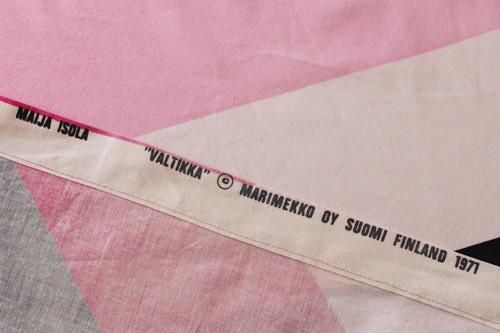 MAIJA ISOLA "VALTIKKA" © MARIMEKKO OY SUOMI FINLAND 1971